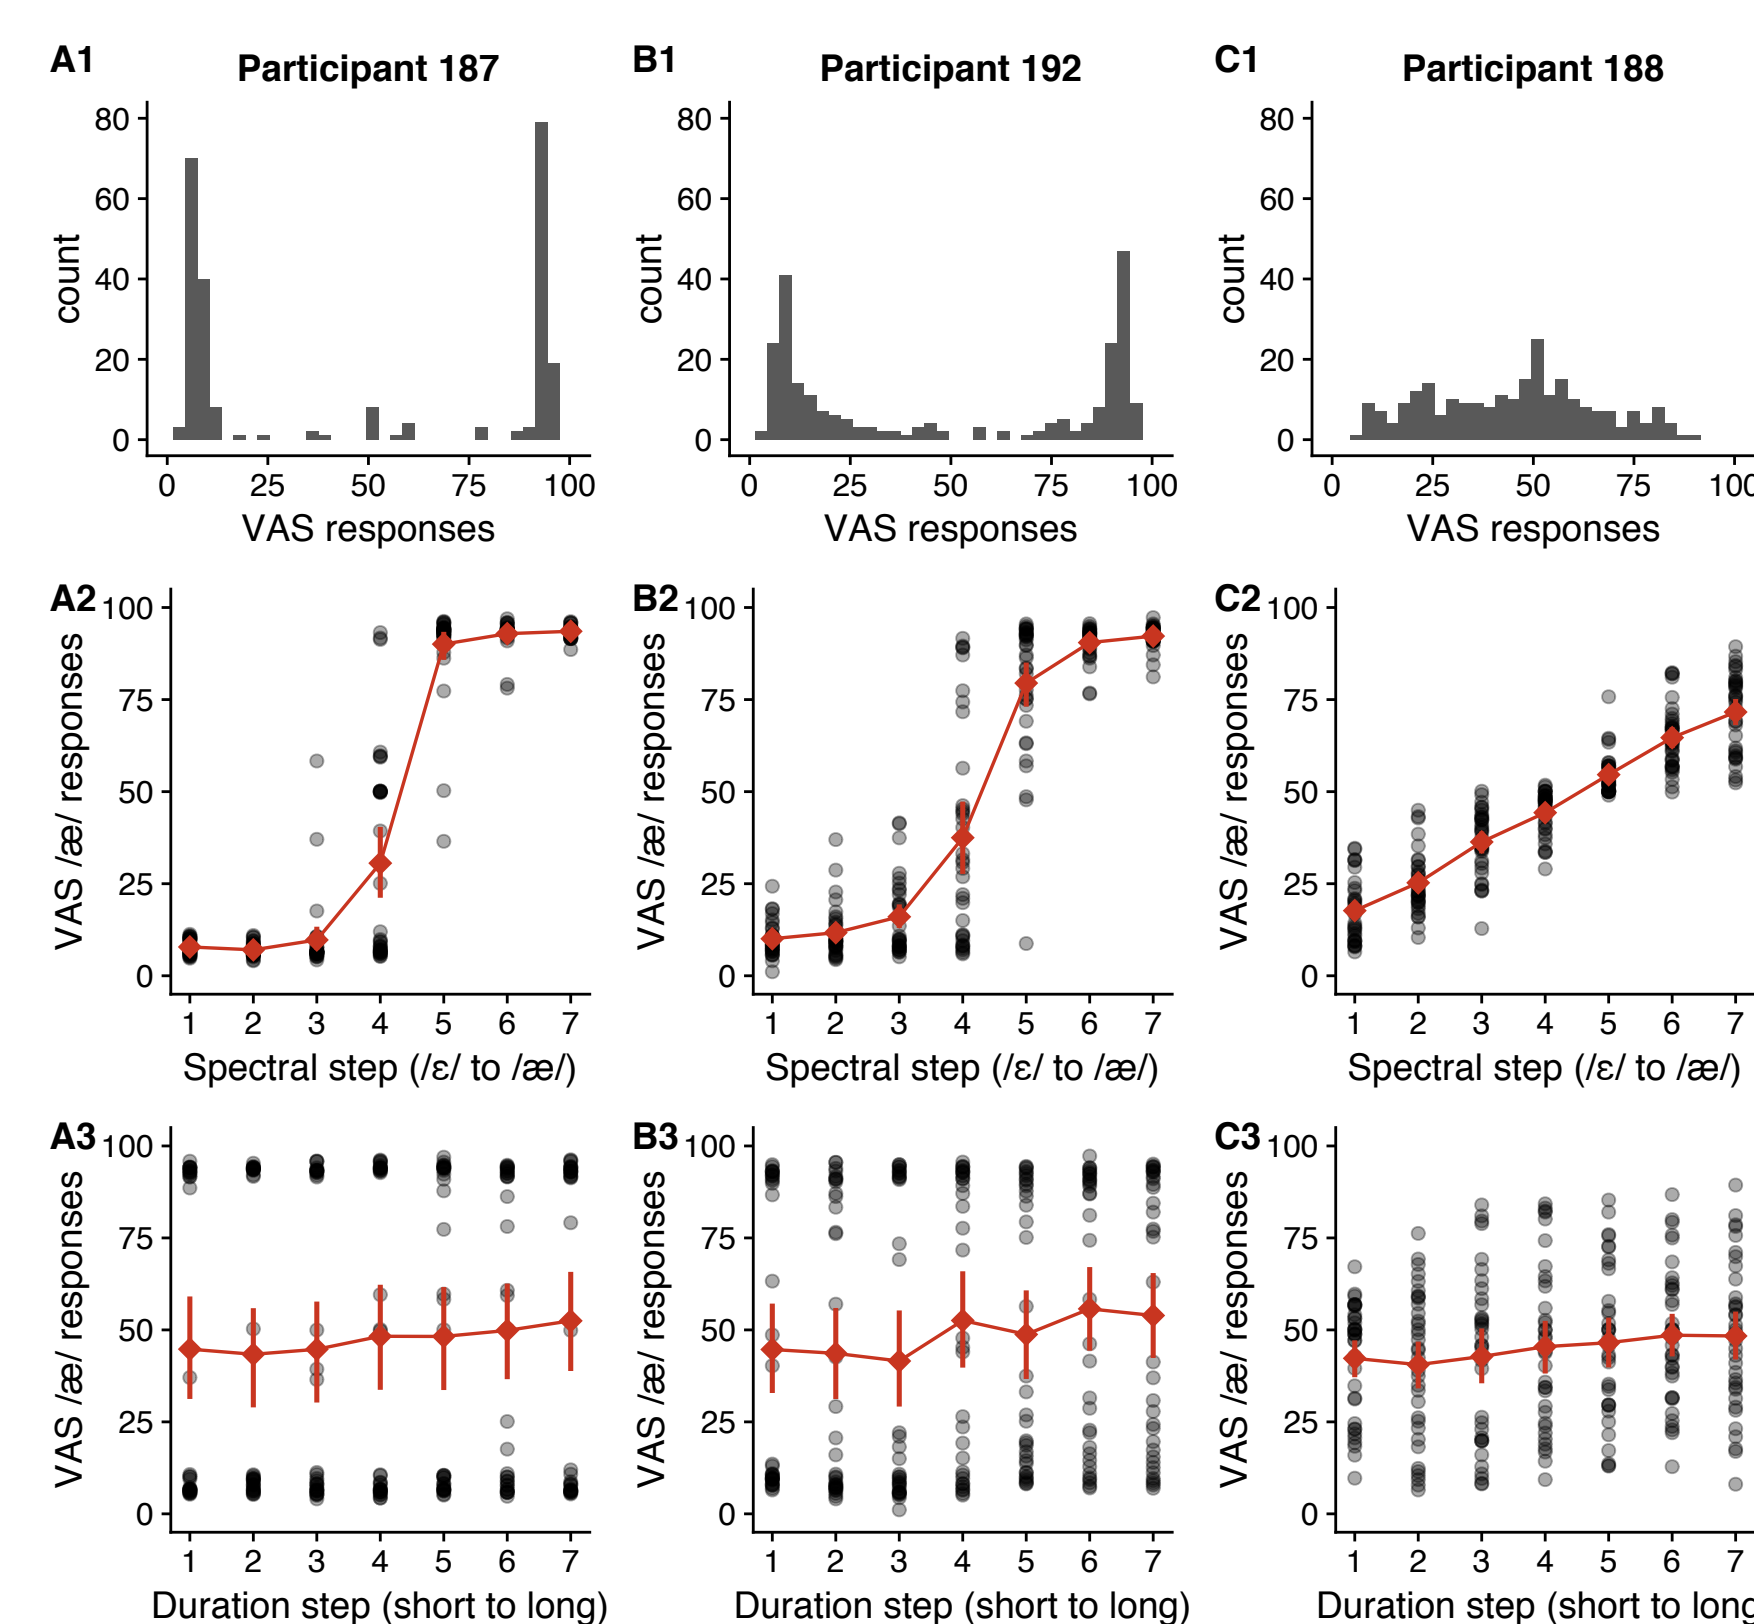 A1 Participant 187 B1 Participant 192 C1 Participant 188
80 80 80
60 60 60
40 40 40
20 20 20
0 0 0
count count count
0 25 50 75 100 0 25 50 75 100 0 25 50 75 100
VAS responses VAS responses VAS responses
A2 B2 C2
100 100 100
75 75 75
50 50 50
25 25 25
0 0 0
VAS /æ/ responses VAS /æ/ responses VAS /æ/ responses
1 2 3 4 5 6 7 1 2 3 4 5 6 7 1 2 3 4 5 6 7
Spectral step (/ɛ/ to /æ/) Spectral step (/ɛ/ to /æ/) Spectral step (/ɛ/ to /æ/)
A3 B3 C3
100 100 100
75 75 75
50 50 50
25 25 25
0 0 0
VAS /æ/ responses VAS /æ/ responses VAS /æ/ responses
1 2 3 4 5 6 7 1 2 3 4 5 6 7 1 2 3 4 5 6 7
Duration step (short to long) Duration step (short to long) Duration step (short to long